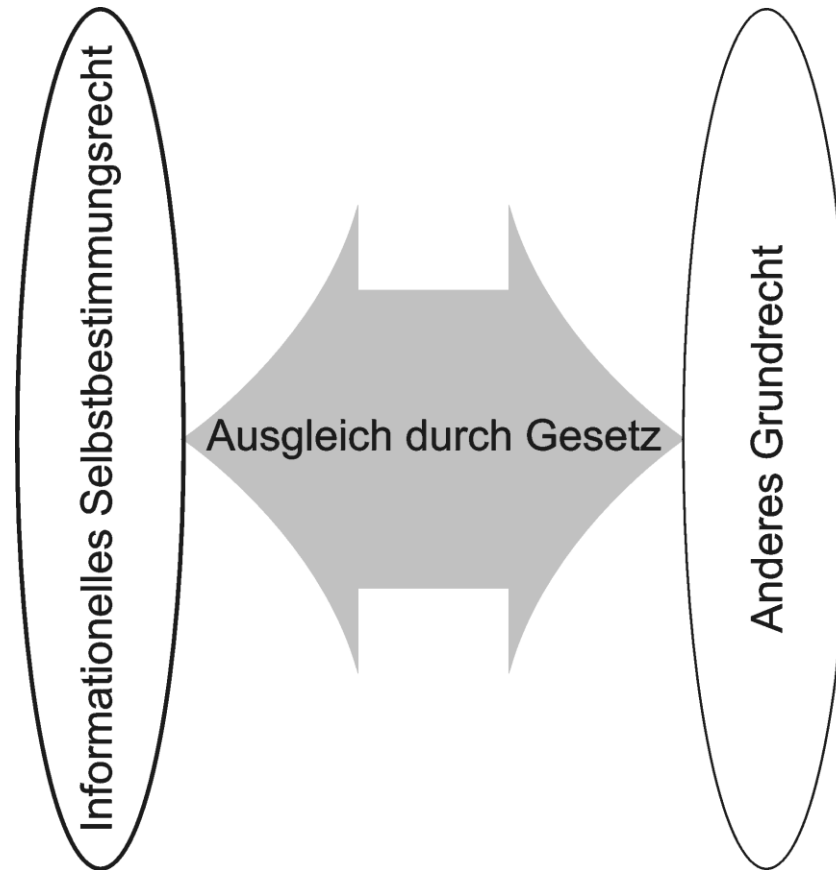 Informationelles Selbstbestimmungsrecht
Ausgleich durch Gesetz
Anderes Grundrecht